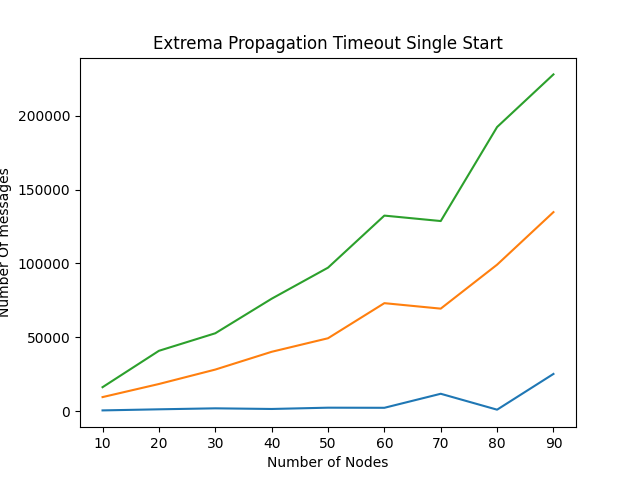 Extrema Propagation Timeout Single Start
Number Of messages
200000
150000
100000
50000
0
10 20 30 40 50 60 70 80 90
Number of Nodes